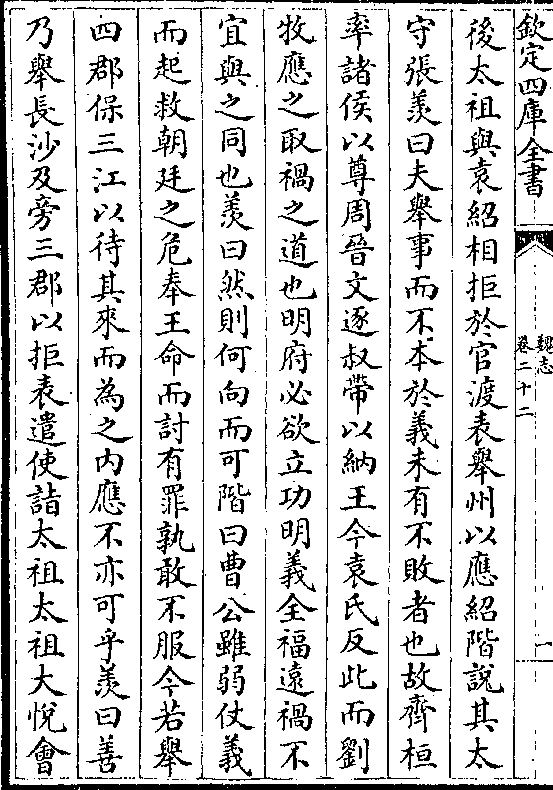 欽定四庫全書
魏志
卷二十二
一
後太祖與袁紹相拒於官渡表舉州以應紹階說其太
守張羡曰夫舉事而不本於義未有不敗者也故齊桓
率諸侯以尊周晉文逐叔帶以納王今袁氏反此而劉
牧應之取禍之道也明府必欲立功明義全福遠禍不
宜與之同也羡曰然則何向而可階曰曹公雖弱仗義
而起救朝廷之危奉王命而討有罪孰敢不服今若舉
四郡保三江以待其來而為之内應不亦可乎羡曰善
乃舉長沙及旁三郡以拒表遣使詣太祖太祖大悅會